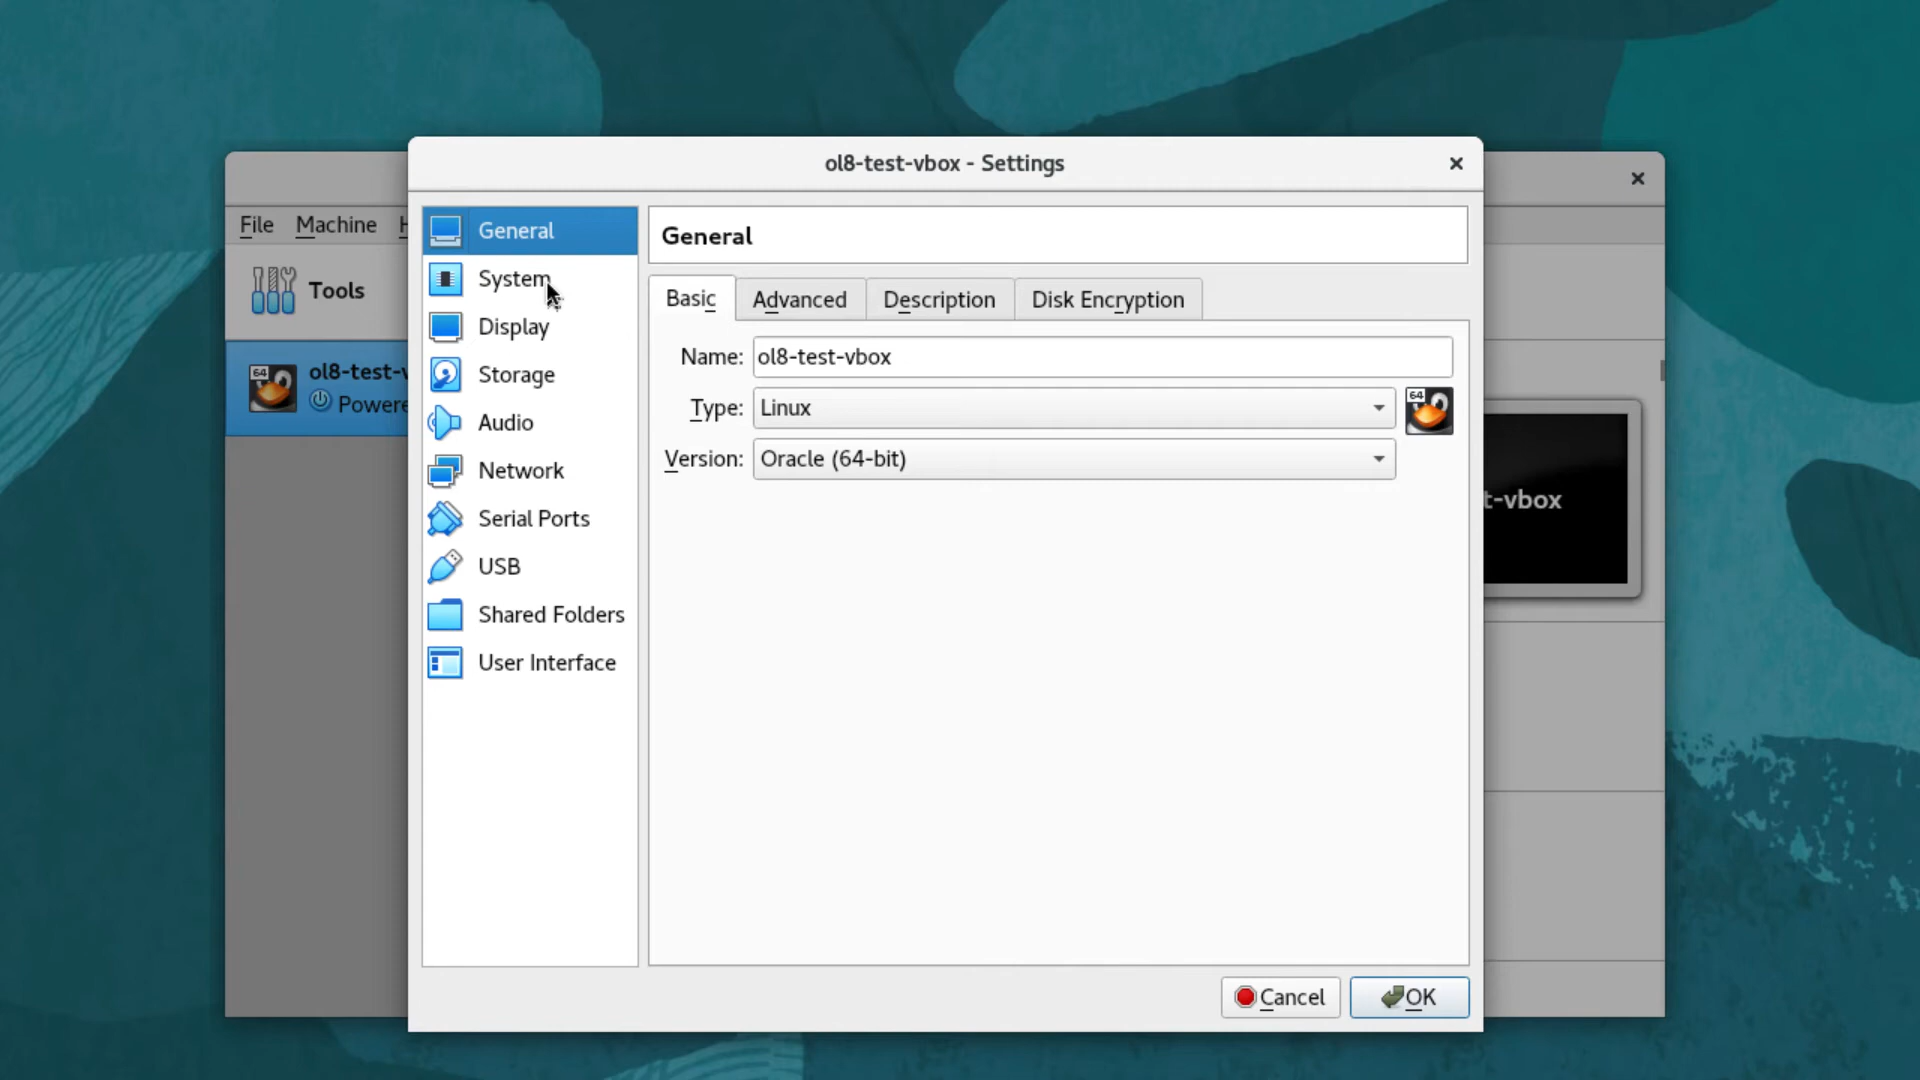 ol8-test-vbox - Settings
File Machine
Tools
64
ol8-test-v
Powere
General
System
Display
Storage
Audio
Network
Serial Ports
USB
Shared Folders
User Interface
General
Basic Advanced Description Disk Encryption
Name: ol8-test-vbox
Type: Linux
64
Version: Oracle (64-bit)
t-vbox
Cancel OK